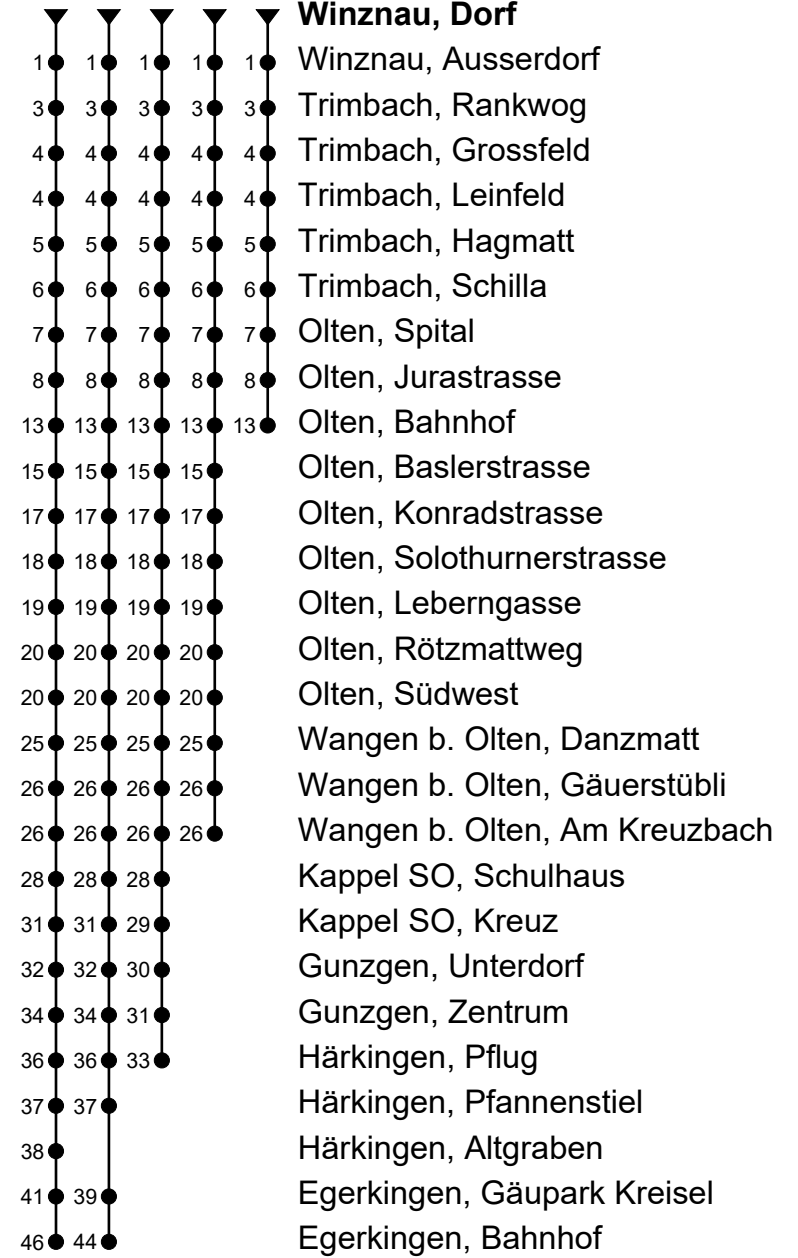 Winznau, Dorf
1 1 1 1 1 Winznau, Ausserdorf
3 3 3 3 3 Trimbach, Rankwog
4 4 4 4 4 Trimbach, Grossfeld
4 4 4 4 4 Trimbach, Leinfeld
5 5 5 5 5 Trimbach, Hagmatt
6 6 6 6 6 Trimbach, Schilla
7 7 7 7 7 Olten, Spital
8 8 8 8 8 Olten, Jurastrasse
13 13 13 13 13 Olten, Bahnhof
15 15 15 15 Olten, Baslerstrasse
17 17 17 17 Olten, Konradstrasse
18 18 18 18 Olten, Solothurnerstrasse
19 19 19 19 Olten, Leberngasse
20 20 20 20 Olten, Rötzmattweg
20 20 20 20 Olten, Südwest
25 25 25 25 Wangen b. Olten, Danzmatt
26 26 26 26 Wangen b. Olten, Gäuerstübli
26 26 26 26 Wangen b. Olten, Am Kreuzbach
28 28 28 Kappel SO, Schulhaus
31 31 29 Kappel SO, Kreuz
32 32 30 Gunzgen, Unterdorf
34 34 31 Gunzgen, Zentrum
36 36 33 Härkingen, Pflug
37 37 Härkingen, Pfannenstiel
38 Härkingen, Altgraben
41 39 Egerkingen, Gäupark Kreisel
46 44 Egerkingen, Bahnhof